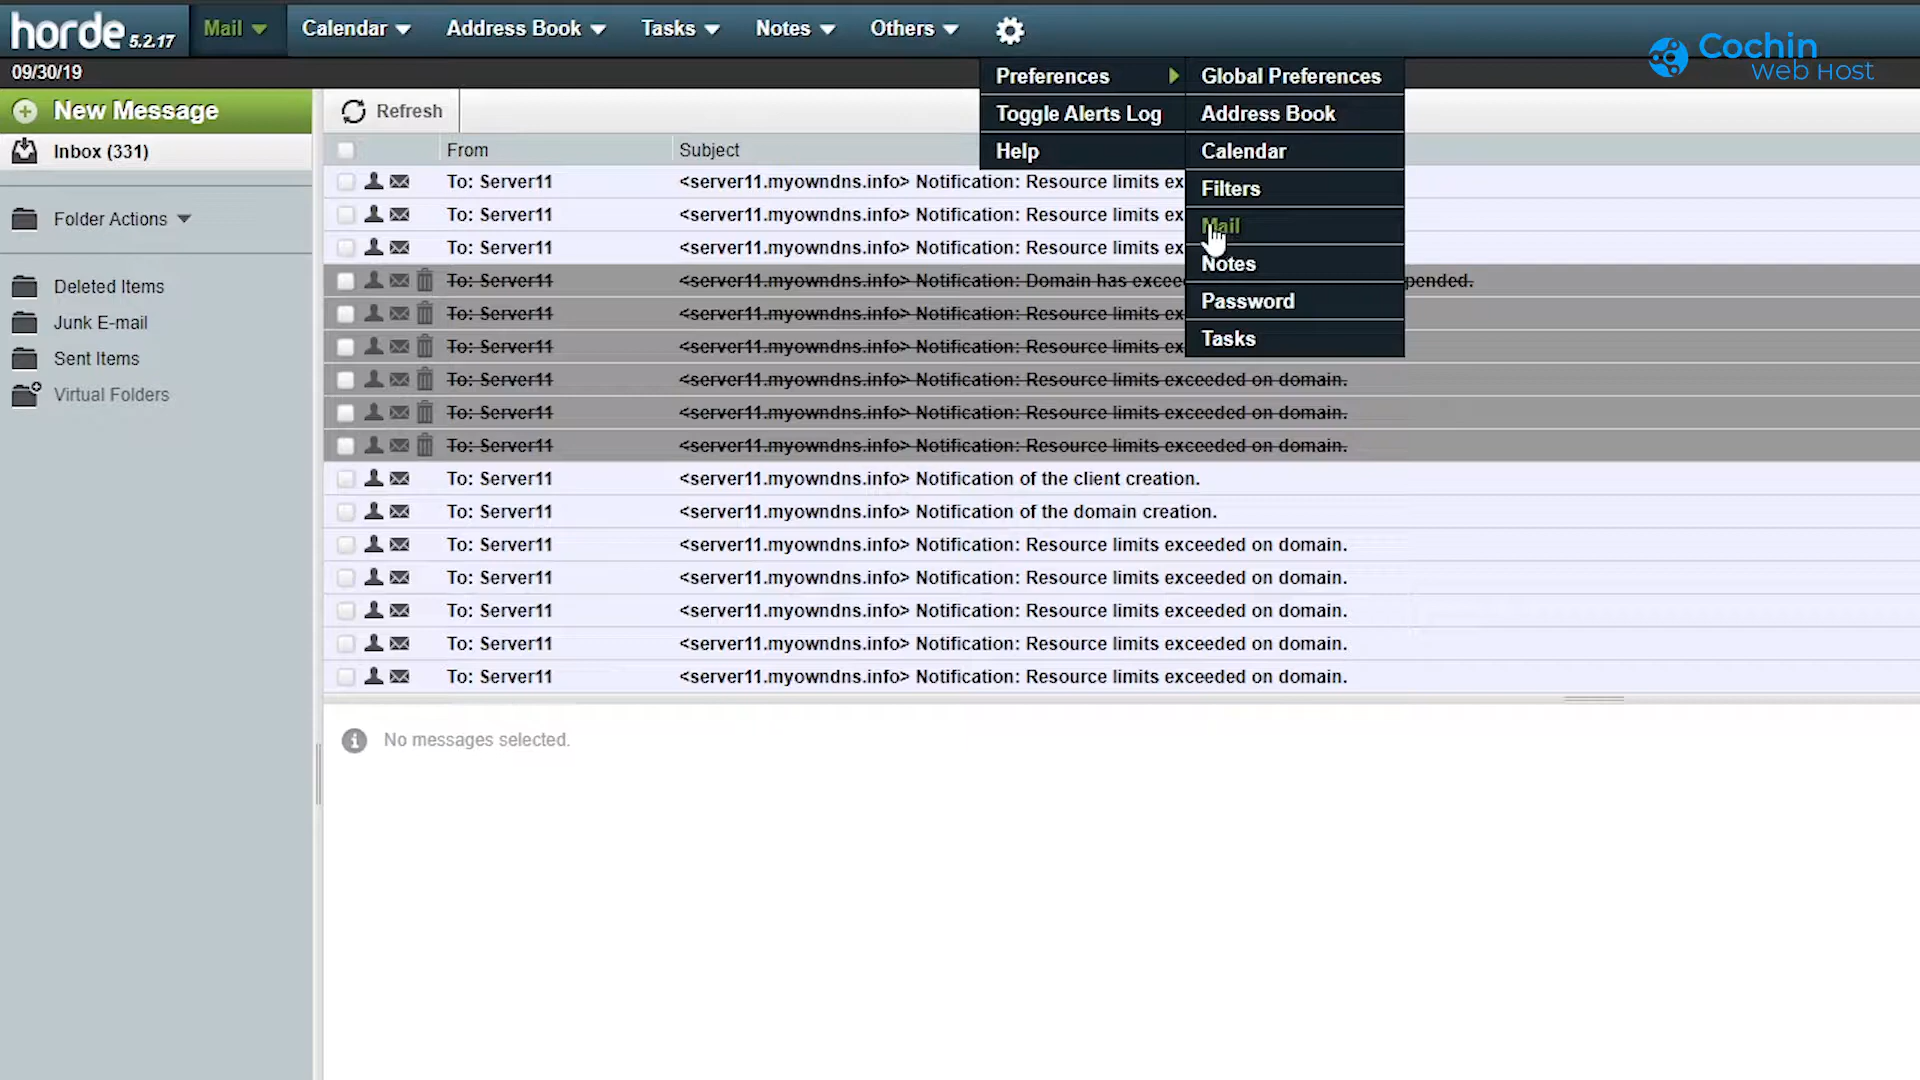 horde 5.2.17 Mail Calendar Address Book Tasks Notes Others
Cochin
Web Host
09/30/19
New Message
Inbox (331)
Folder Actions
Deleted Items
Junk E-mail
Sent Items
Virtual Folders
Refresh
Preferences
Toggle Alerts Log
Help
Global Preferences
Address Book
Calendar
Filters
Mail
Notes
Password
Tasks
From Subject
To: Server11 <server11.myowndns.info> Notification: Resource limits ex
To: Server11 <server11.myowndns.info> Notification: Resource limits ex
To: Server11 <server11.myowndns.info> Notification: Resource limits ex
To: Server11 <server11.myowndns.info> Notification: Domain has excee pended.
To: Server11 <server11.myowndns.info> Notification: Resource limits ex
To: Server11 <server11.myowndns.info> Notification: Resource limits ex
To: Server11 <server11.myowndns.info> Notification: Resource limits exceeded on domain.
To: Server11 <server11.myowndns.info> Notification: Resource limits exceeded on domain.
To: Server11 <server11.myowndns.info> Notification: Resource limits exceeded on domain.
To: Server11 <server11.myowndns.info> Notification of the client creation.
To: Server11 <server11.myowndns.info> Notification of the domain creation.
To: Server11 <server11.myowndns.info> Notification: Resource limits exceeded on domain.
To: Server11 <server11.myowndns.info> Notification: Resource limits exceeded on domain.
To: Server11 <server11.myowndns.info> Notification: Resource limits exceeded on domain.
To: Server11 <server11.myowndns.info> Notification: Resource limits exceeded on domain.
To: Server11 <server11.myowndns.info> Notification: Resource limits exceeded on domain.
No messages selected.